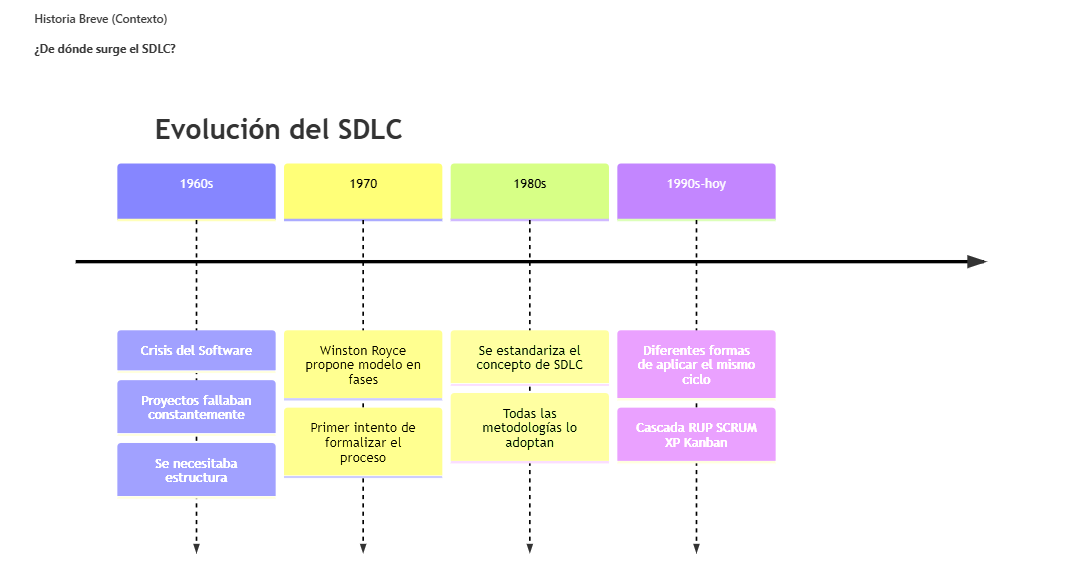 Historia Breve (Contexto)
¿De dónde surge el SDLC?
Evolución del SDLC
1960s
1970
1980s
1990s-hoy
Crisis del Software
Proyectos fallaban
constantemente
Se necesitaba
estructura
Winston Royce
propone modelo en
fases
Primer intento de
formalizar el
proceso
Se estandariza el
concepto de SDLC
Todas las
metodologías lo
adoptan
Diferentes formas
de aplicar el mismo
ciclo
Cascada RUP SCRUM
XP Kanban